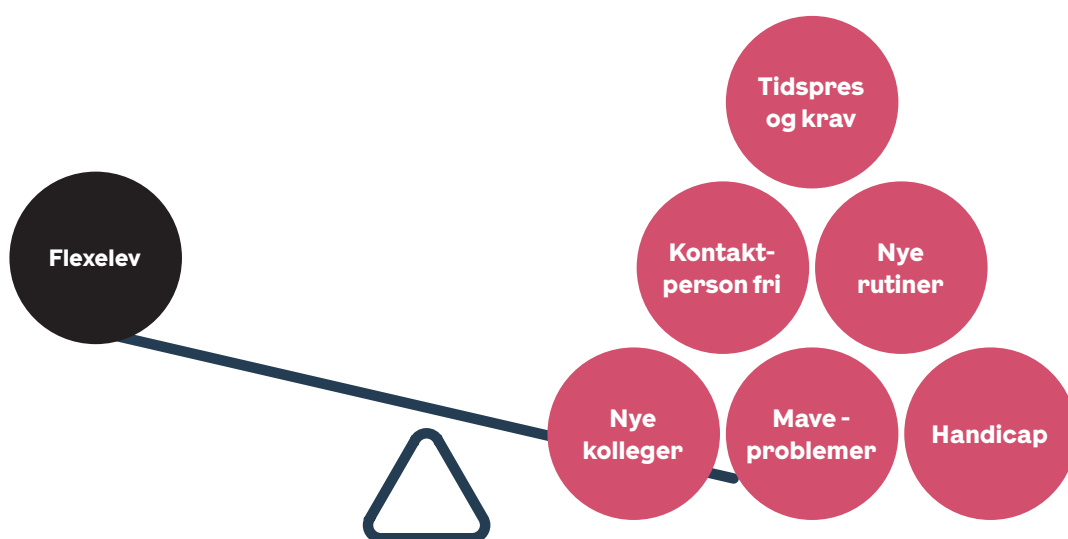 Tidspres
og krav
Flexelev
Kontakt-
person fri
Nye
rutiner
Nye
kolleger
Mave -
problemer
Handicap